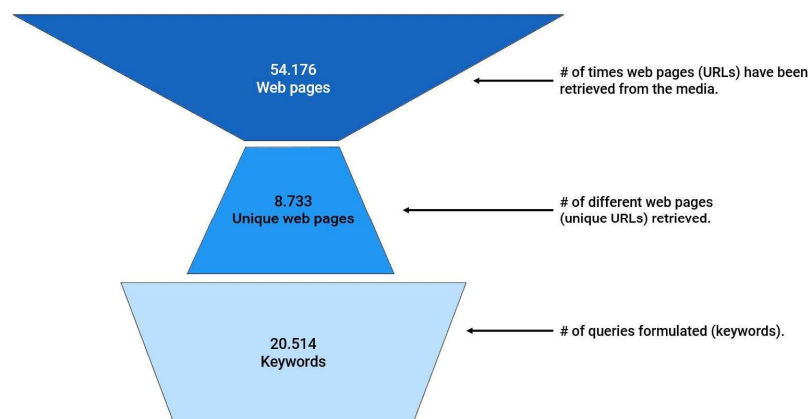 54.176
Web pages
# of times web pages (URLs) have been
retrieved from the media.
8.733
Unique web pages
# of different web pages
(unique URLs) retrieved.
20.514
Keywords
# of queries formulated (keywords).